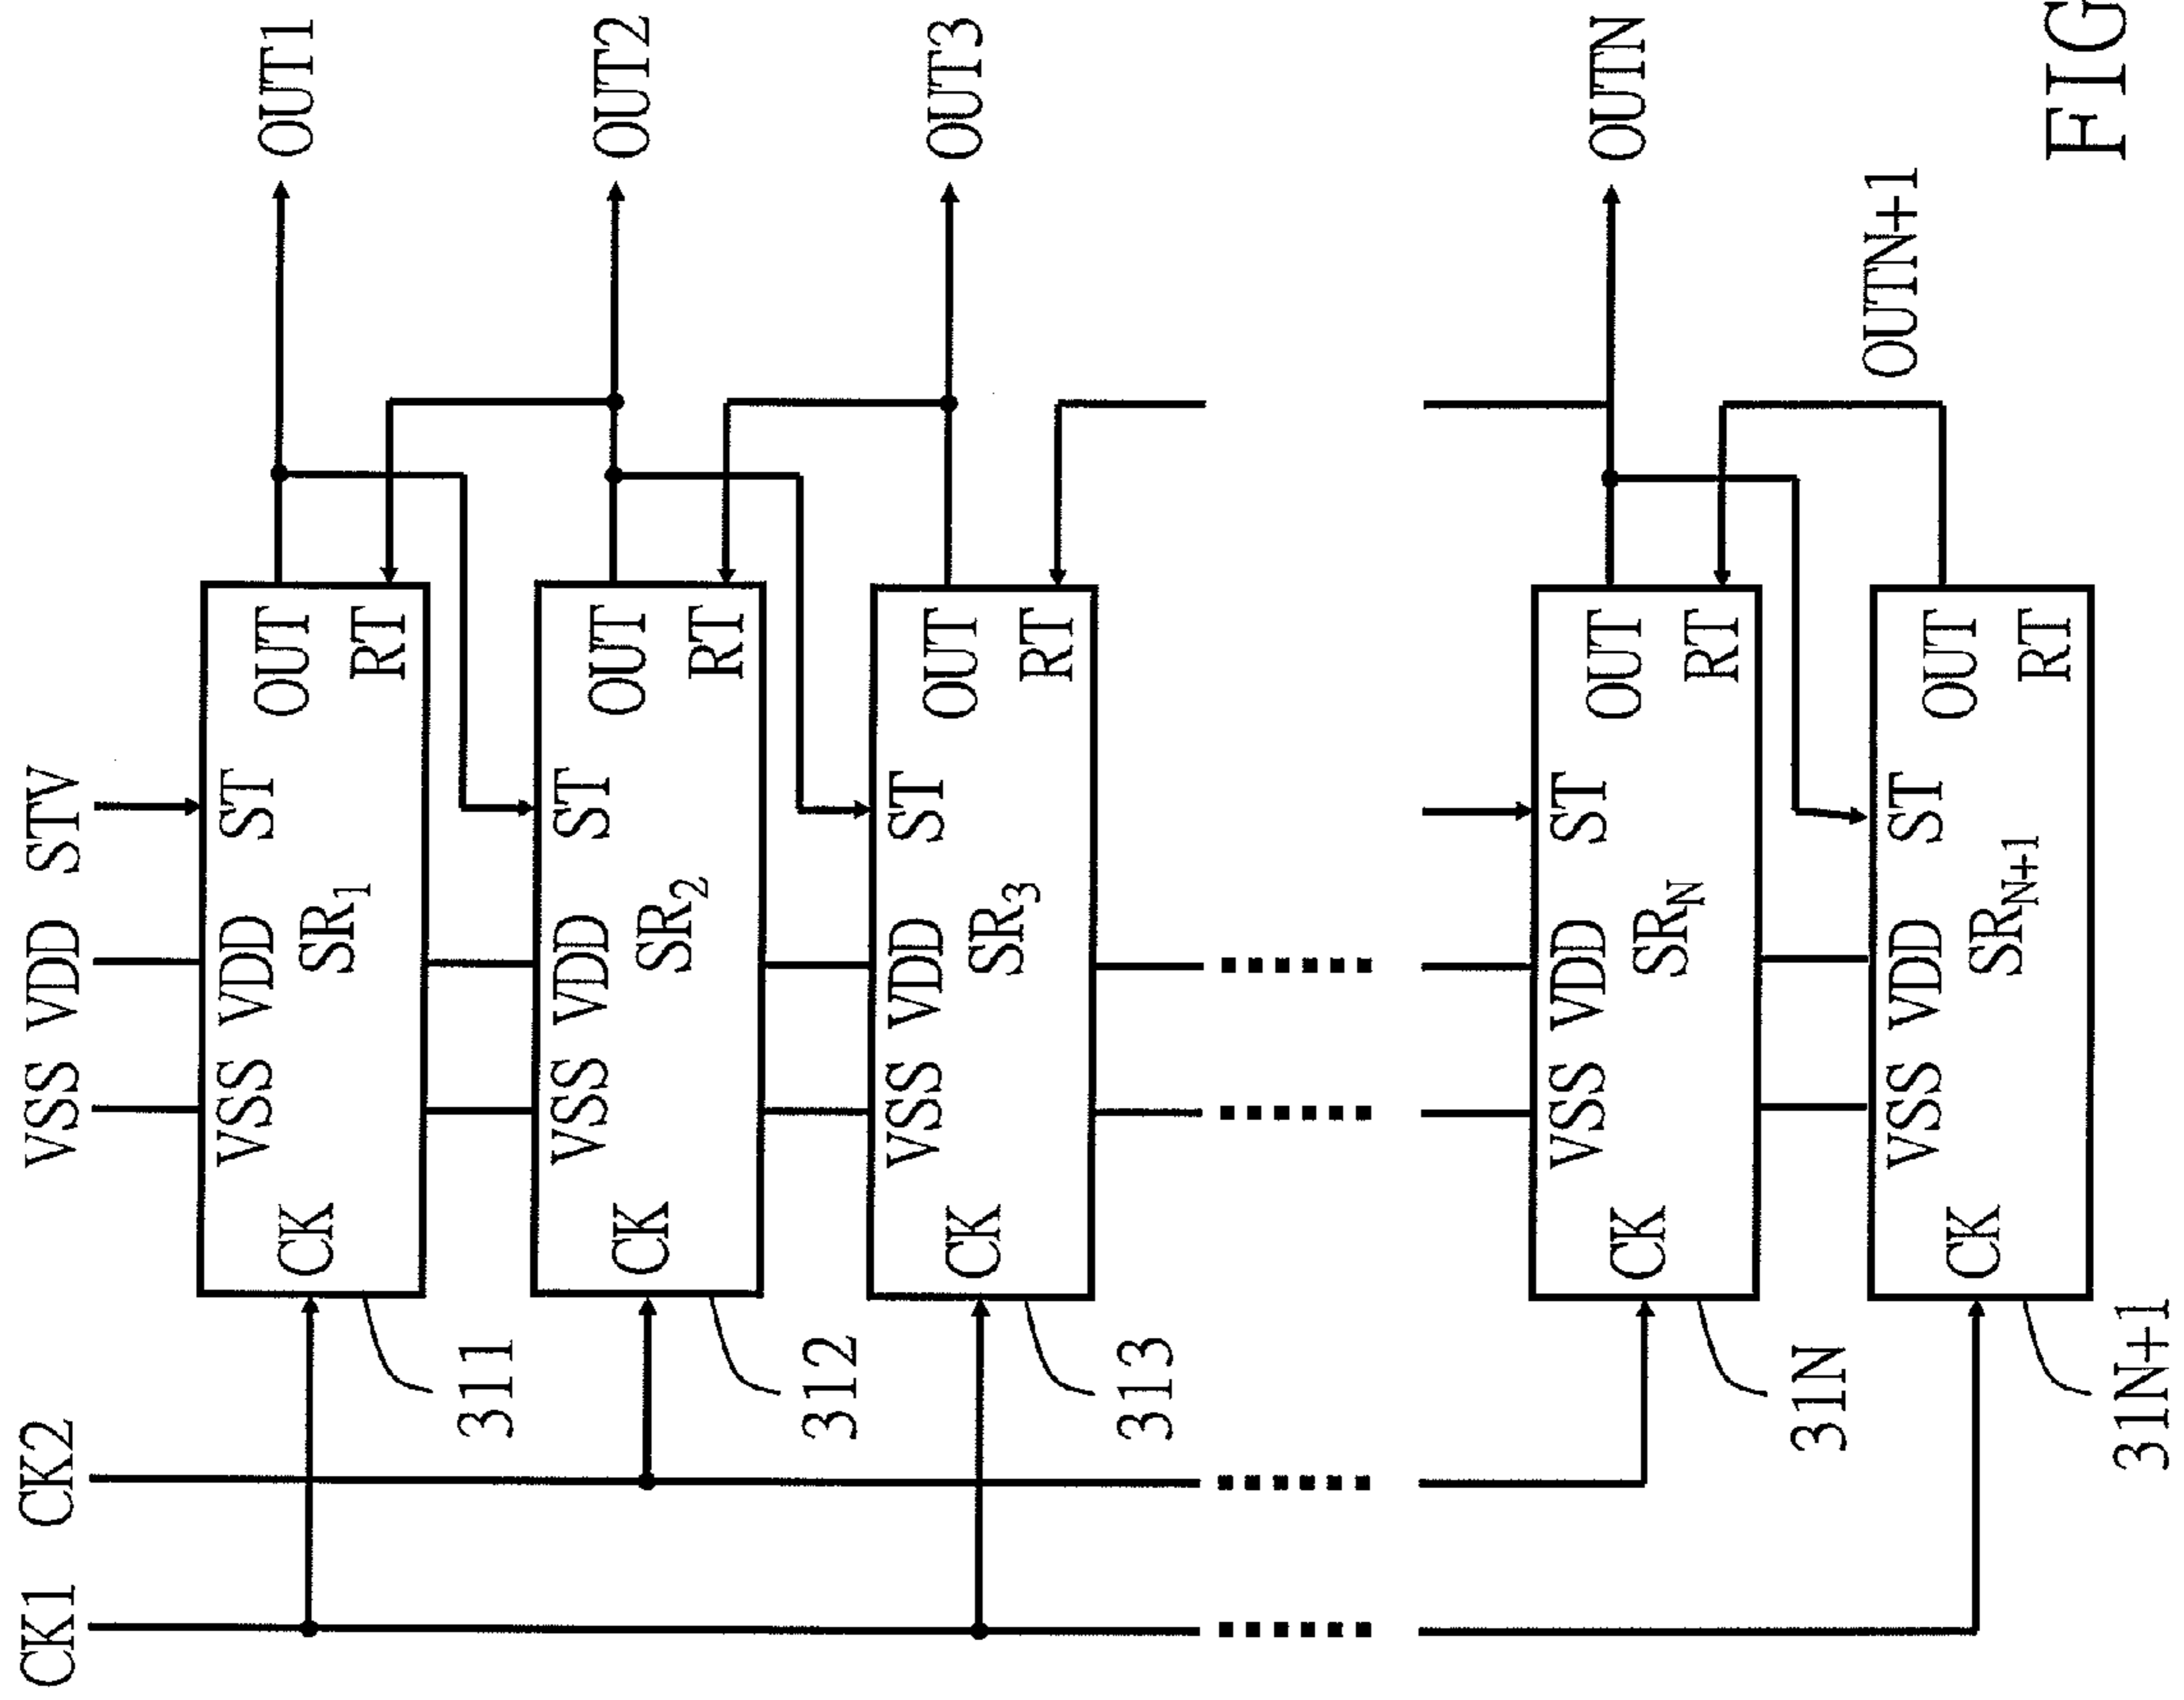 CK1 CK2 VSS VDD STV
CK VSS VDD ST OUT
SR1
RT
OUT1
311
CK VSS VDD ST OUT
SR2
RT
OUT2
312
CK VSS VDD ST OUT
SR3
RT
OUT3
313
CK VSS VDD ST OUT
SRN
RT
OUTN
31N
CK VSS VDD ST OUT
SRN+1
RT
OUTN+1
31N+1
FIG